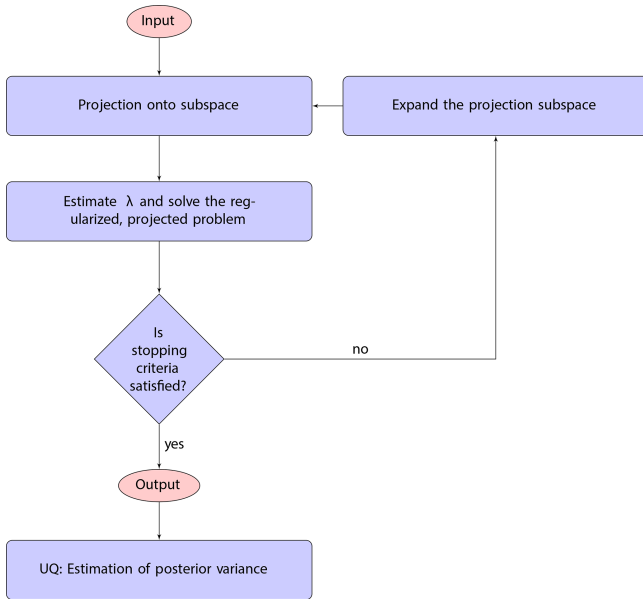 Input
Projection onto subspace
Expand the projection subspace
Estimate λ and solve the reg-
ularized, projected problem
Is
stopping
criteria
satisfied?
no
yes
Output
UQ: Estimation of posterior variance